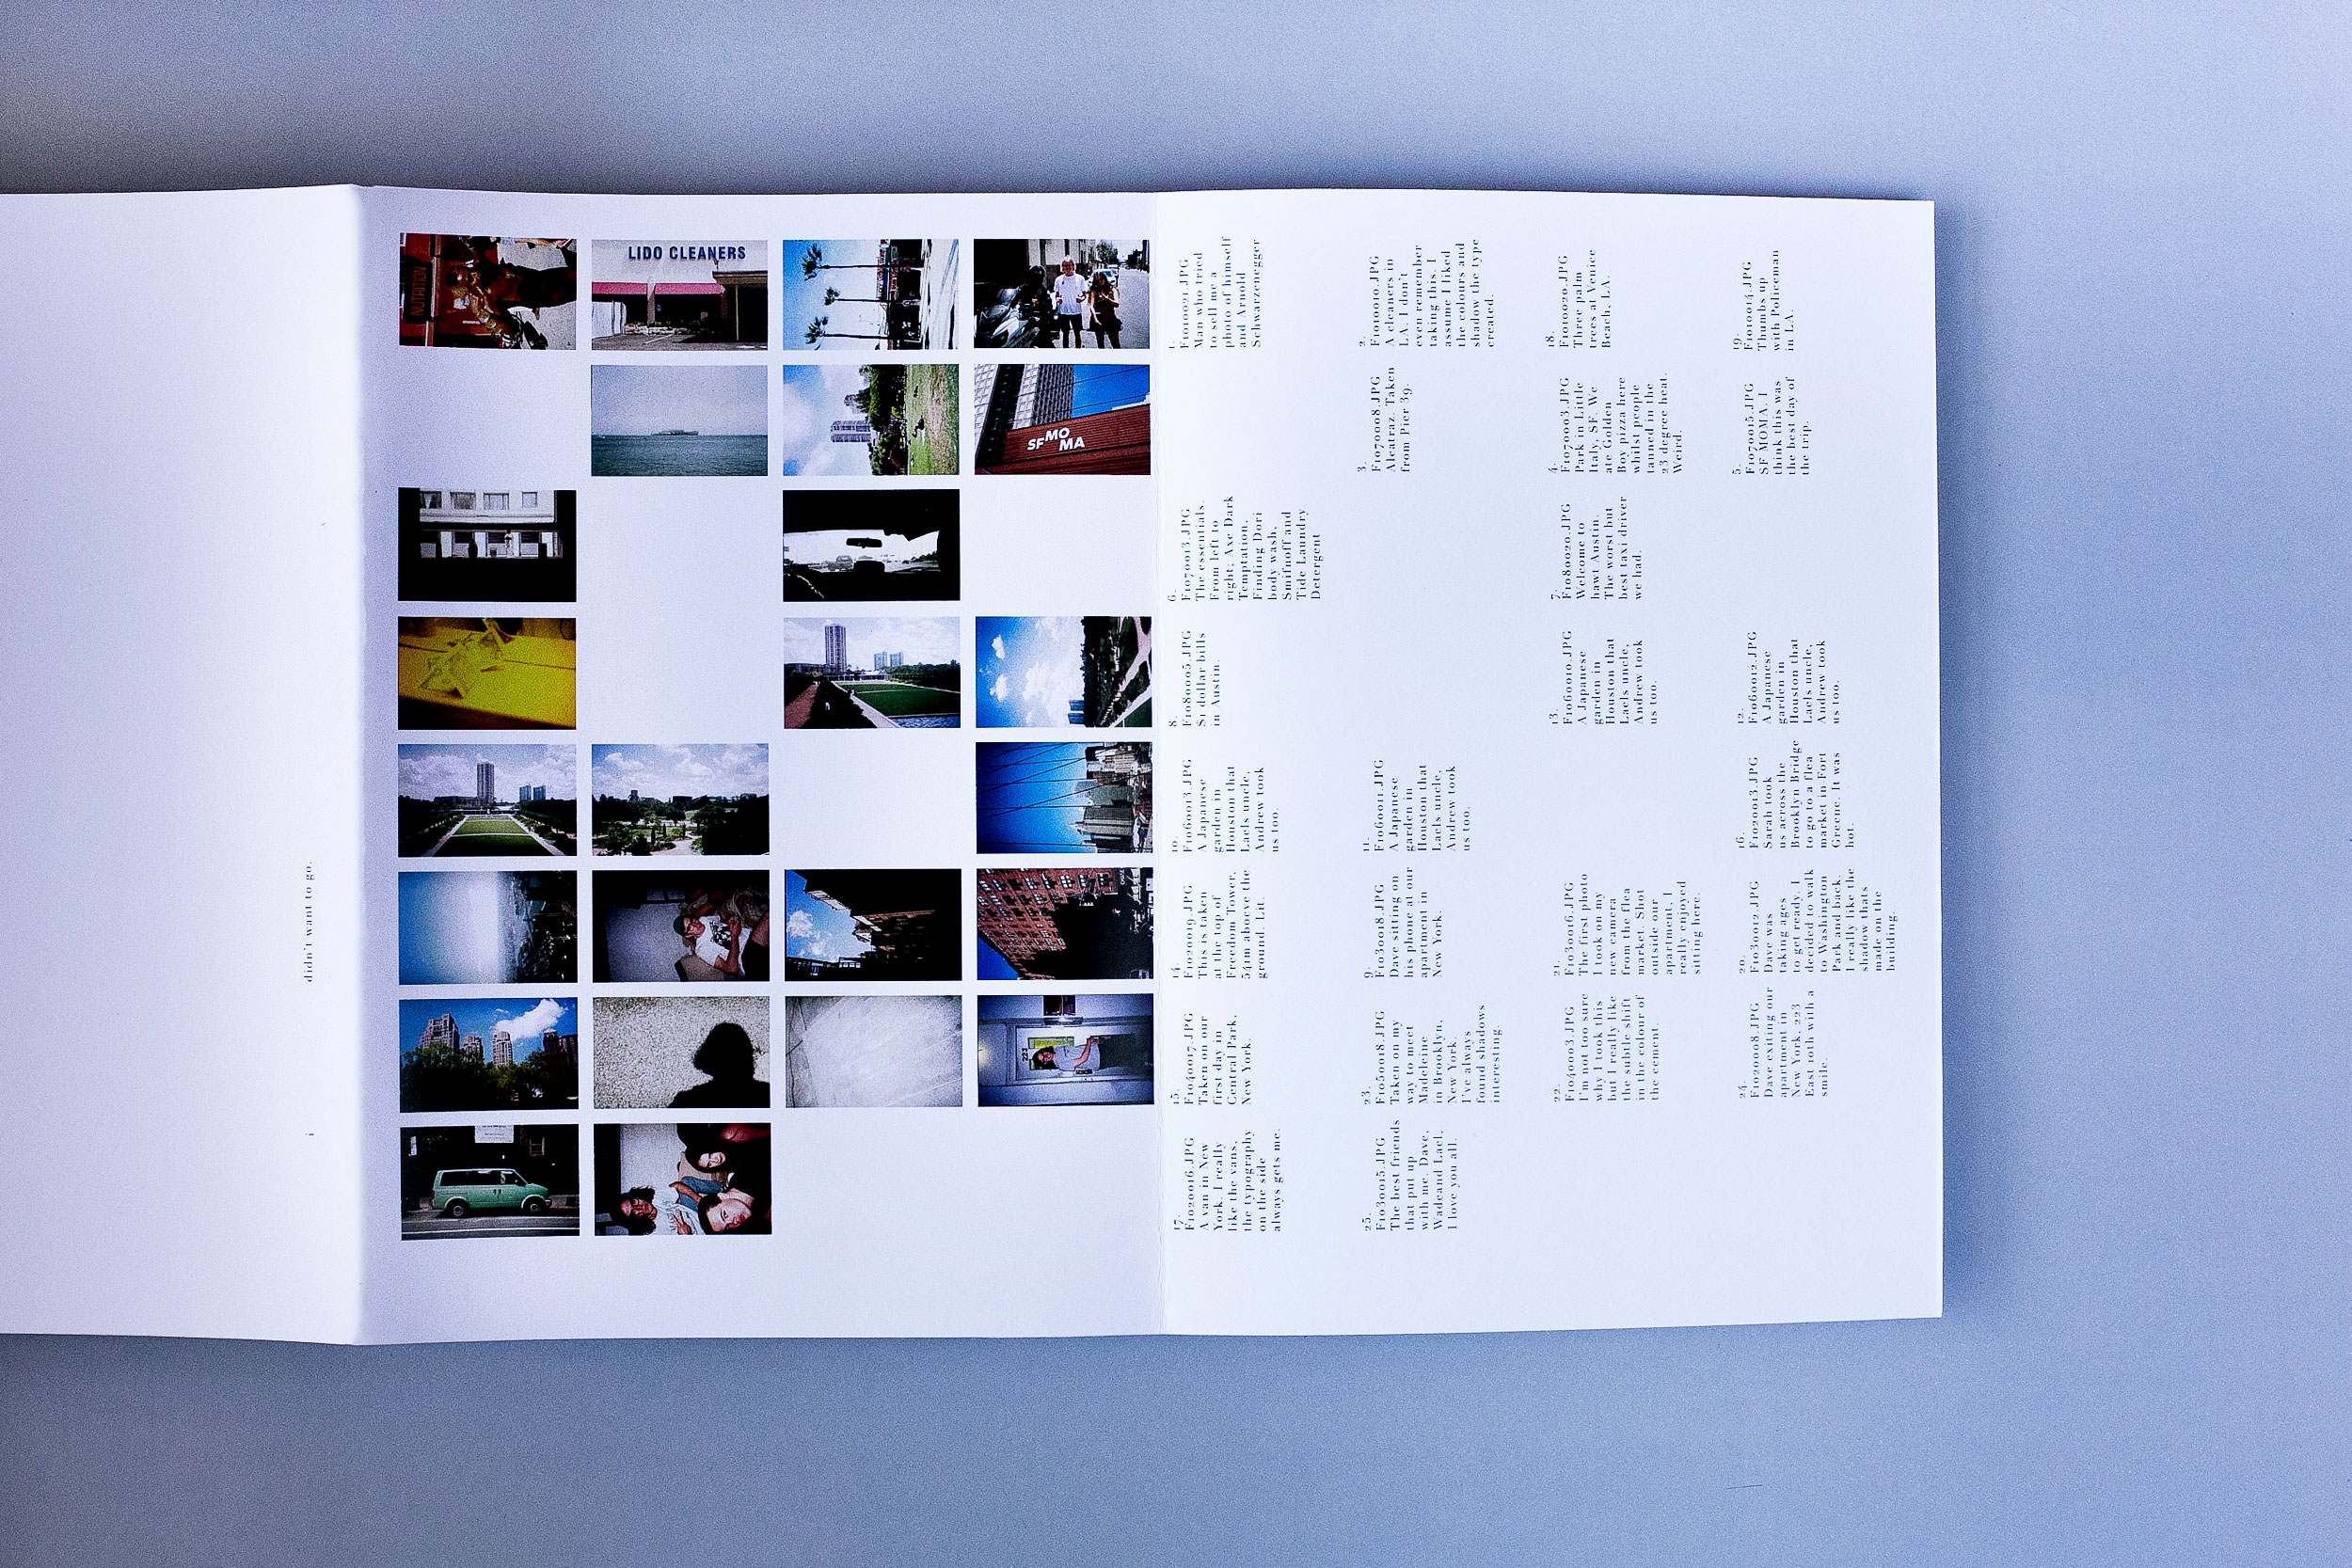 didn't want to go.
i
NUTRITION
LIDO CLEANERS
SFMO
MA
223
1.
F1010021.JPG
Man who tried
to sell me a
photo of himself
and Arnold
Schwarzenegger
2.
F1010010.JPG
A cleaners in
LA. I don't
even remember
taking this. I
assume I liked
the colours and
shadow the type
created.
18.
F1010020.JPG
Three palm
trees at Venice
Beach, LA.
19.
F1010014.JPG
Thumbs up
with Policeman
in LA.
3.
F1070008.JPG
Alcatraz. Taken
from Pier 39.
4.
F1070003.JPG
Park in Little
Italy, SF. We
ate Golden
Boy pizza here
whilst people
tanned in the
23 degree heat.
Weird.
5.
F1070015.JPG
SF MOMA. I
think this was
the best day of
the trip.
6.
F1070013.JPG
The essentials.
From left to
right; Axe Dark
Temptation,
Finding Dori
body wash,
Smifnoff and
Tide Laundry
Detergent
7.
F1080020.JPG
Welcome to
hawt Austin.
The worst but
best taxi driver
we had.
8.
F1080005.JPG
$1 dollar bills
in Austin.
13.
F1060010.JPG
A Japanese
garden in
Houston that
Laels uncle,
Andrew took
us too.
12.
F1060012.JPG
A Japanese
garden in
Houston that
Laels uncle,
Andrew took
us too.
10.
F1060013.JPG
A Japanese
garden in
Houston that
Laels uncle,
Andrew took
us too.
11.
F1060011.JPG
A Japanese
garden in
Houston that
Laels uncle,
Andrew took
us too.
16.
F1020013.JPG
Sarah took
us across the
Brooklyn Bridge
to go to a flea
market in Fort
Greene. It was
hot.
14.
F1020019.JPG
This is taken
at the top of
Freedom Tower,
541m aboeve the
ground. Lit.
9.
F1030018.JPG
Dave sitting on
his phone at our
apartment in
New York.
21.
F1030016.JPG
The first photo
I took on my
new camera
from the flea
market. Shot
outside our
apartment, I
really enjoyed
sitting here.
20.
F1030012.JPG
Dave was
taking ages
to get ready. I
decided to walk
to Washington
Park and back.
I really like the
shadow thats
made on the
building.
15.
F1040017.JPG
Taken on our
first day in
Central Park,
New York.
23.
F1050018.JPG
Taken on my
way to meet
Madeleine
in Brooklyn,
New York.
I've always
found shadows
interesting.
22.
F1040003.JPG
I'm not too sure
why I took this
but I really like
the subtle shift
in the colour of
the cement.
24.
F1020008.JPG
Dave exiting our
apartment in
New York. 223
East 10th with a
smile.
17.
F1020016.JPG
A van in New
York. I really
like the vans,
the typography
on the side
always gets me.
25.
F1030015.JPG
The best friends
that put up
with me. Dave,
Wadeand Lael,
I love you all.